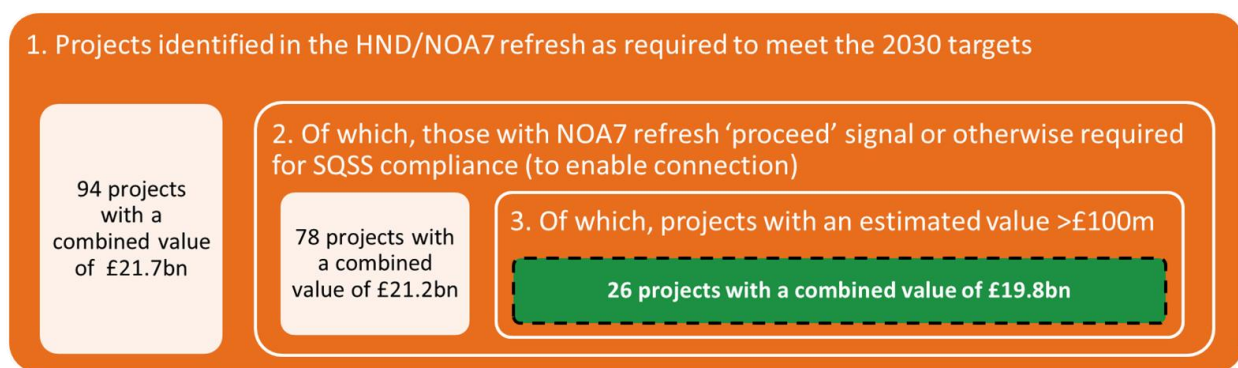 1. Projects identified in the HND/NOA7 refresh as required to meet the 2030 targets
94 projects
with a
combined value
of £21.7bn
2. Of which, those with NOA7 refresh ‘proceed’ signal or otherwise required
for SQSS compliance (to enable connection)
78 projects with
a combined
value of £21.2bn
3. Of which, projects with an estimated value >£100m
26 projects with a combined value of £19.8bn